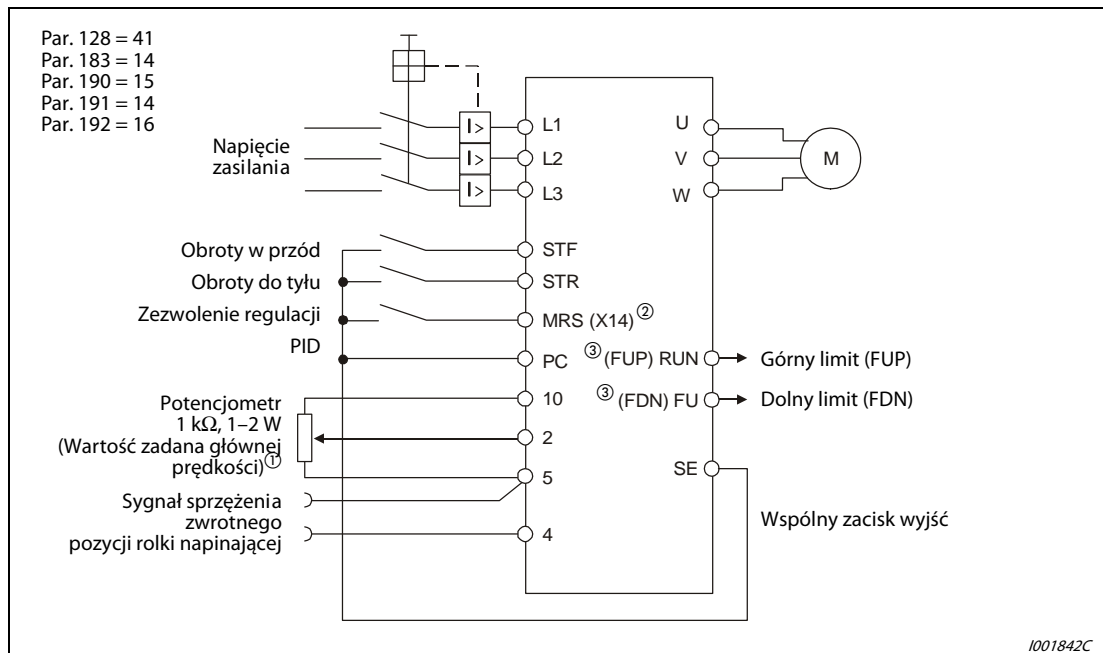 Par. 128 = 41
Par. 183 = 14
Par. 190 = 15
Par. 191 = 14
Par. 192 = 16
Napięcie
zasilania
I>
I>
I>
L1
L2
L3
U
V
W
M
Obroty w przód
STF
Obroty do tyłu
STR
Zezwolenie regulacji
PID
MRS (X14) ②
PC
③ (FUP) RUN
Górny limit (FUP)
10
③ (FDN) FU
Dolny limit (FDN)
Potencjometr
1 kΩ, 1–2 W
(Wartość zadana głównej
prędkości) ①
2
5
SE
Sygnał sprzężenia
zwrotnego
pozycji rolki napinającej
4
Wspólny zacisk wyjść
I001842C